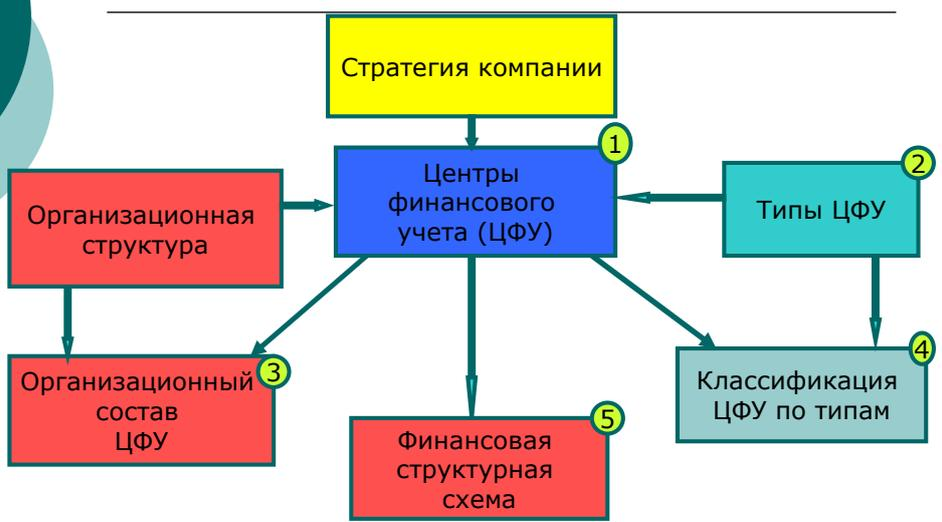 Стратегия компании
1
Центры
финансового
учета (ЦФУ)
2
Типы ЦФУ
Организационная
структура
3
Организационный
состав
ЦФУ
4
Классификация
ЦФУ по типам
5
Финансовая
структурная
схема